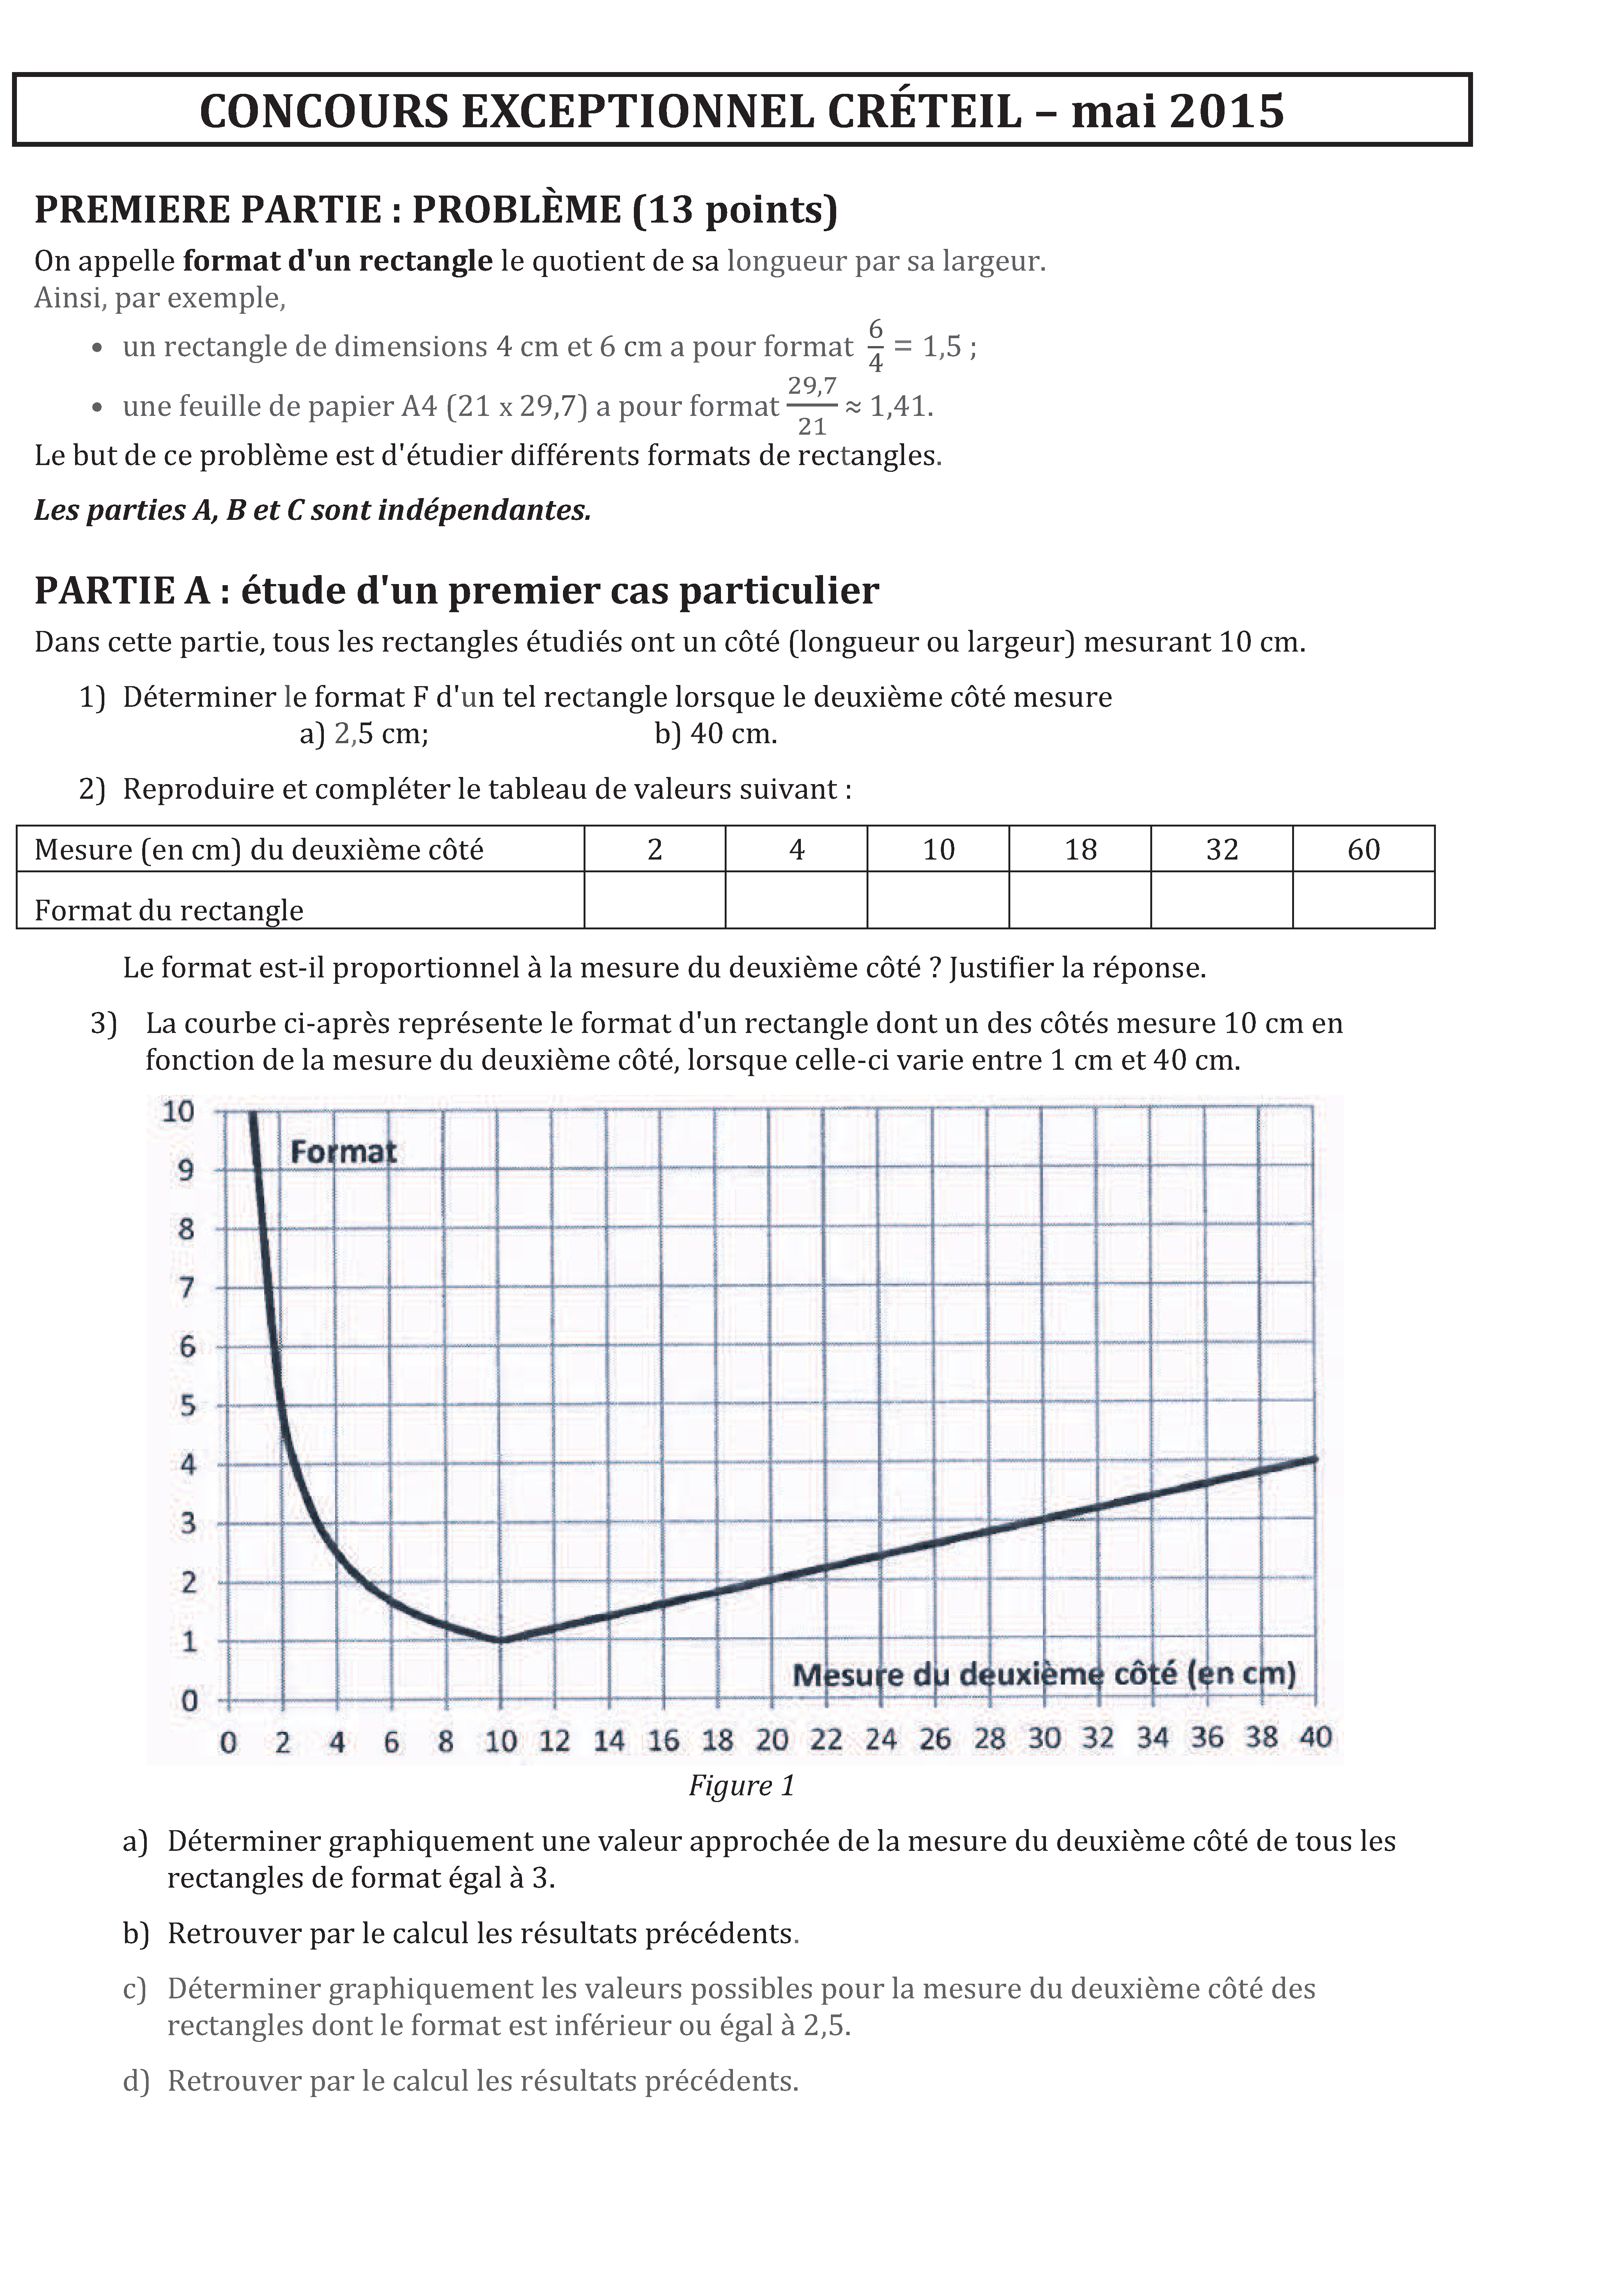 CONCOURS EXCEPTIONNEL CRÉTEIL – mai 2015
PREMIERE PARTIE : PROBLÈME (13 points)
On appelle format d'un rectangle le quotient de sa longueur par sa largeur.
Ainsi, par exemple,
• un rectangle de dimensions 4 cm et 6 cm a pour format 6/4 = 1,5 ;
• une feuille de papier A4 (21 x 29,7) a pour format 29,7/21 ≈ 1,41.
Le but de ce problème est d'étudier différents formats de rectangles.
Les parties A, B et C sont indépendantes.
PARTIE A : étude d'un premier cas particulier
Dans cette partie, tous les rectangles étudiés ont un côté (longueur ou largeur) mesurant 10 cm.
1) Déterminer le format F d'un tel rectangle lorsque le deuxième côté mesure
a) 2,5 cm; b) 40 cm.
2) Reproduire et compléter le tableau de valeurs suivant :
Mesure (en cm) du deuxième côté 2 4 10 18 32 60
Format du rectangle
Le format est-il proportionnel à la mesure du deuxième côté ? Justifier la réponse.
3) La courbe ci-après représente le format d'un rectangle dont un des côtés mesure 10 cm en
fonction de la mesure du deuxième côté, lorsque celle-ci varie entre 1 cm et 40 cm.
10
Format
9
8
7
6
5
4
3
2
1
Mesure du deuxième côté (en cm)
0
0 2 4 6 8 10 12 14 16 18 20 22 24 26 28 30 32 34 36 38 40
Figure 1
a) Déterminer graphiquement une valeur approchée de la mesure du deuxième côté de tous les
rectangles de format égal à 3.
b) Retrouver par le calcul les résultats précédents.
c) Déterminer graphiquement les valeurs possibles pour la mesure du deuxième côté des
rectangles dont le format est inférieur ou égal à 2,5.
d) Retrouver par le calcul les résultats précédents.